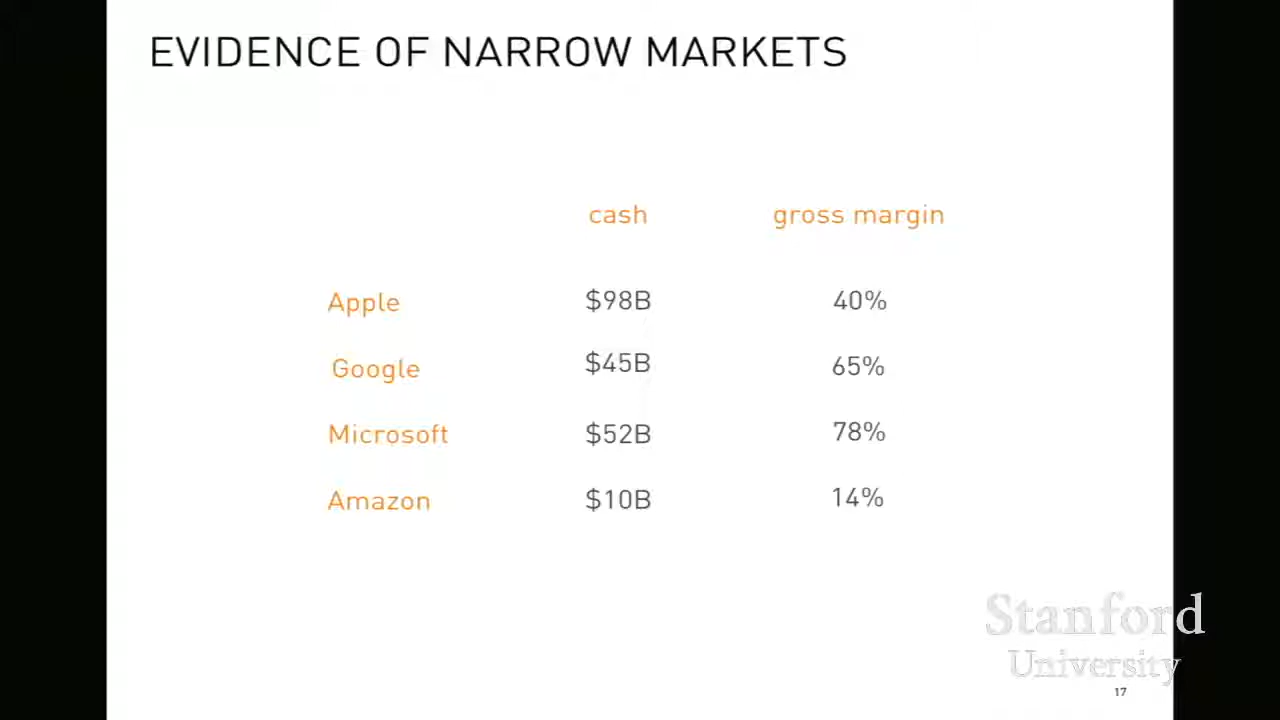 EVIDENCE OF NARROW MARKETS
cash gross margin
Apple $98B 40%
Google $45B 65%
Microsoft $52B 78%
Amazon $10B 14%
Stanford
University
17